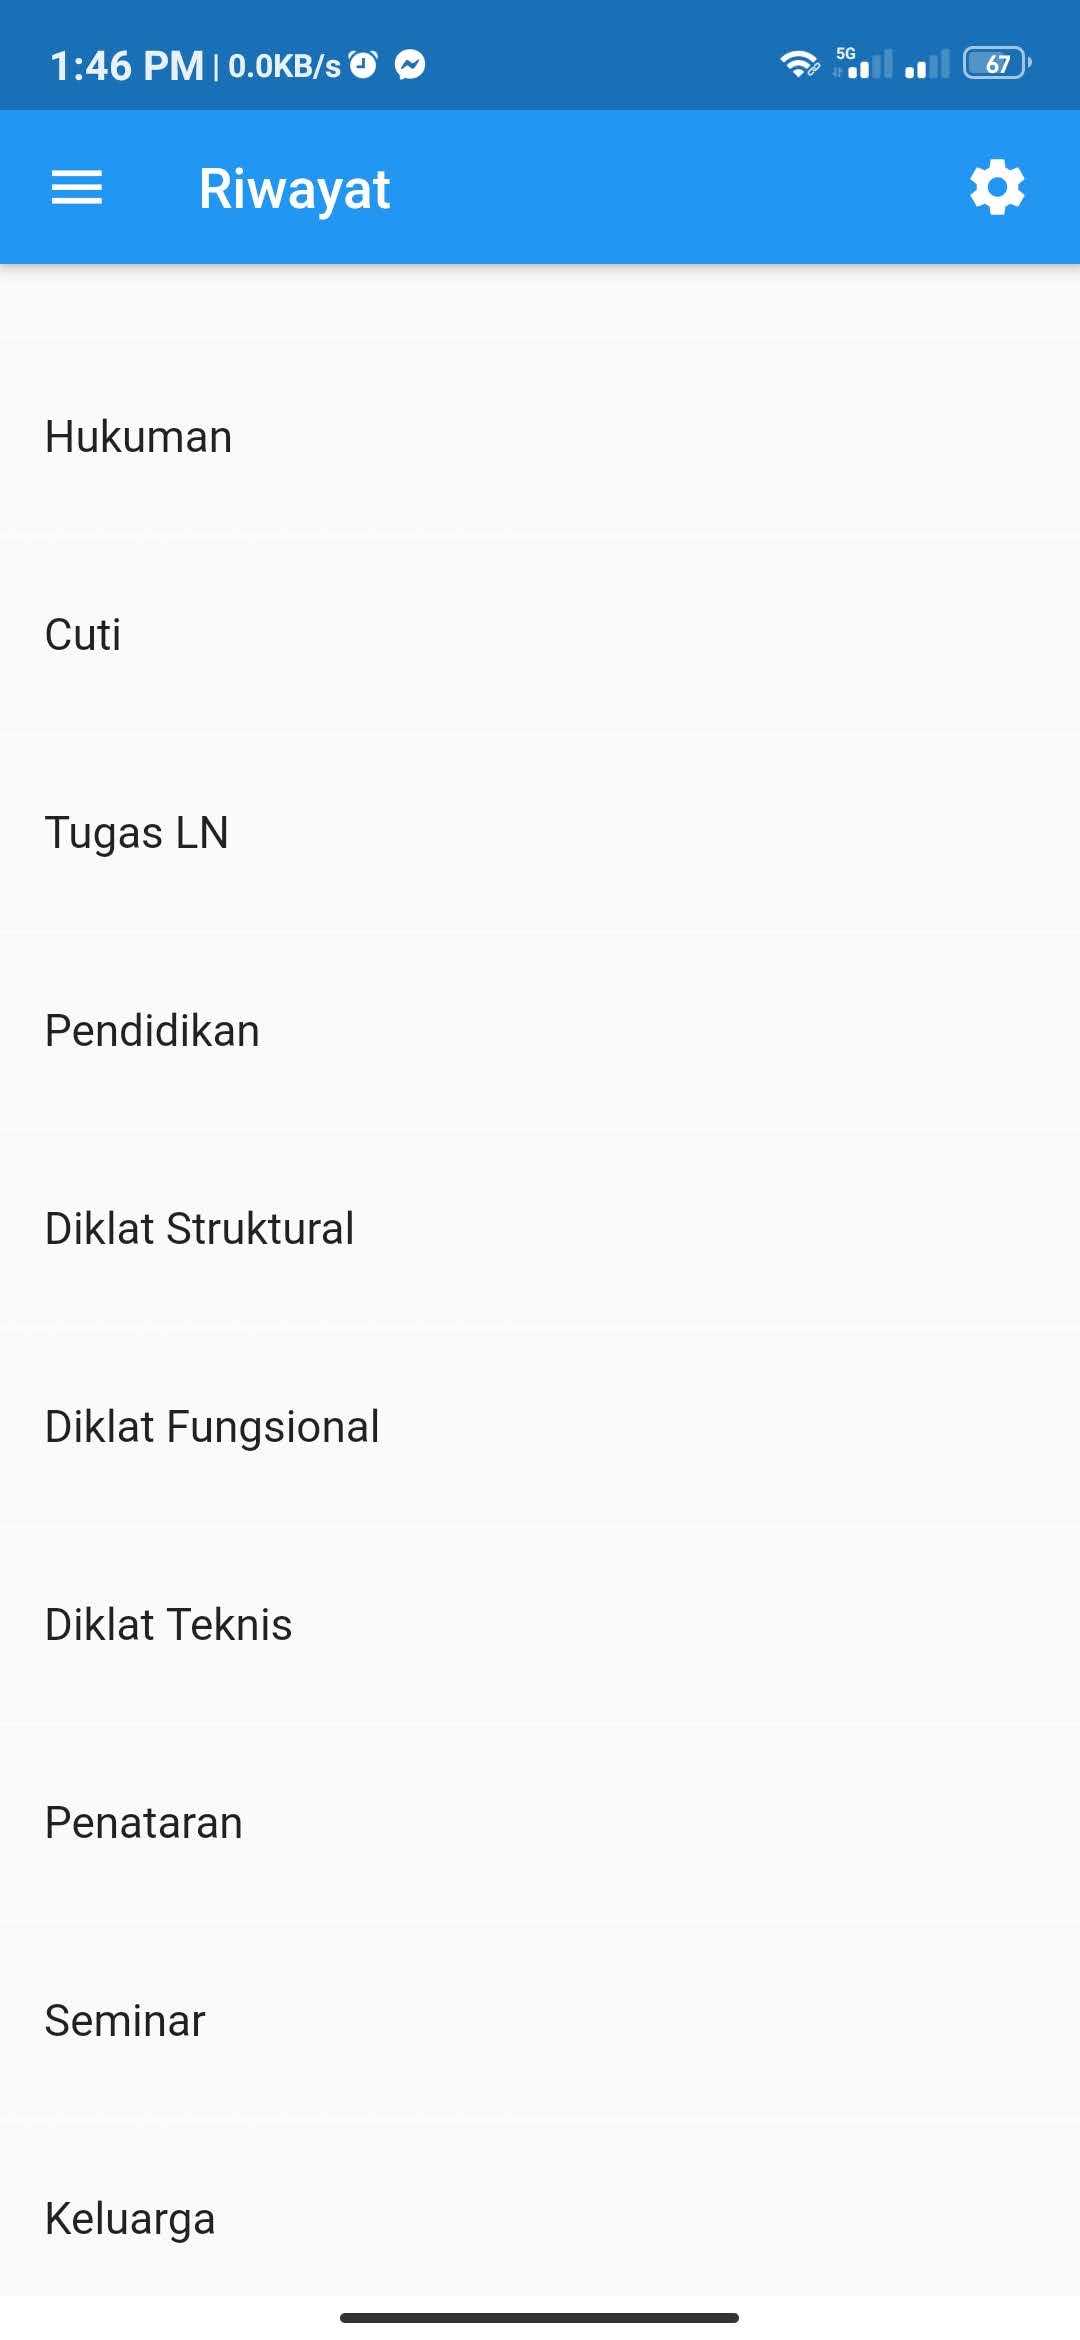 1:46 PM | 0.0KB/s 5G 67
Riwayat
Hukuman
Cuti
Tugas LN
Pendidikan
Diklat Struktural
Diklat Fungsional
Diklat Teknis
Penataran
Seminar
Keluarga